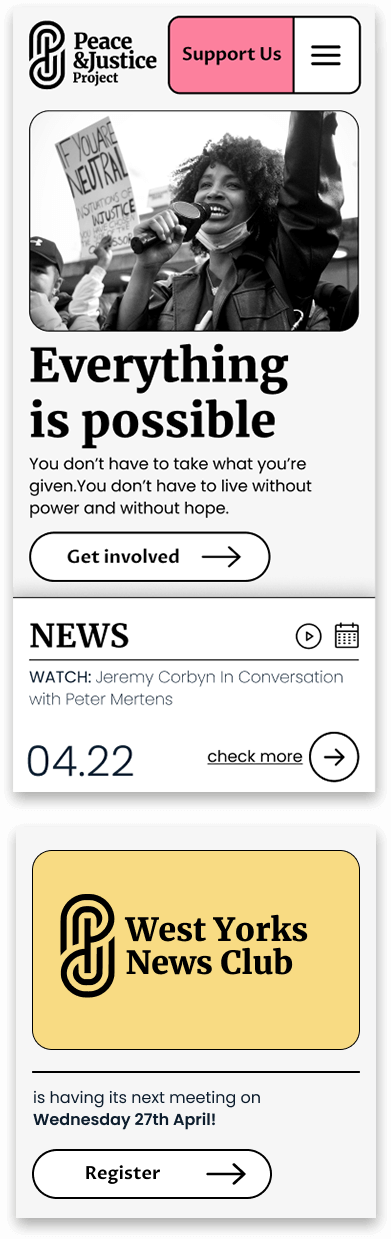 Peace
&Justice
Project
Support Us
IF YOU ARE
NEUTRAL
IN SITUATIONS
OF INJUSTICE
YOU HAVE
Everything
is possible
You don’t have to take what you’re
given.You don’t have to live without
power and without hope.
Get involved
NEWS
WATCH: Jeremy Corbyn In Conversation
with Peter Mertens
04.22
check more
West Yorks
News Club
is having its next meeting on
Wednesday 27th April!
Register